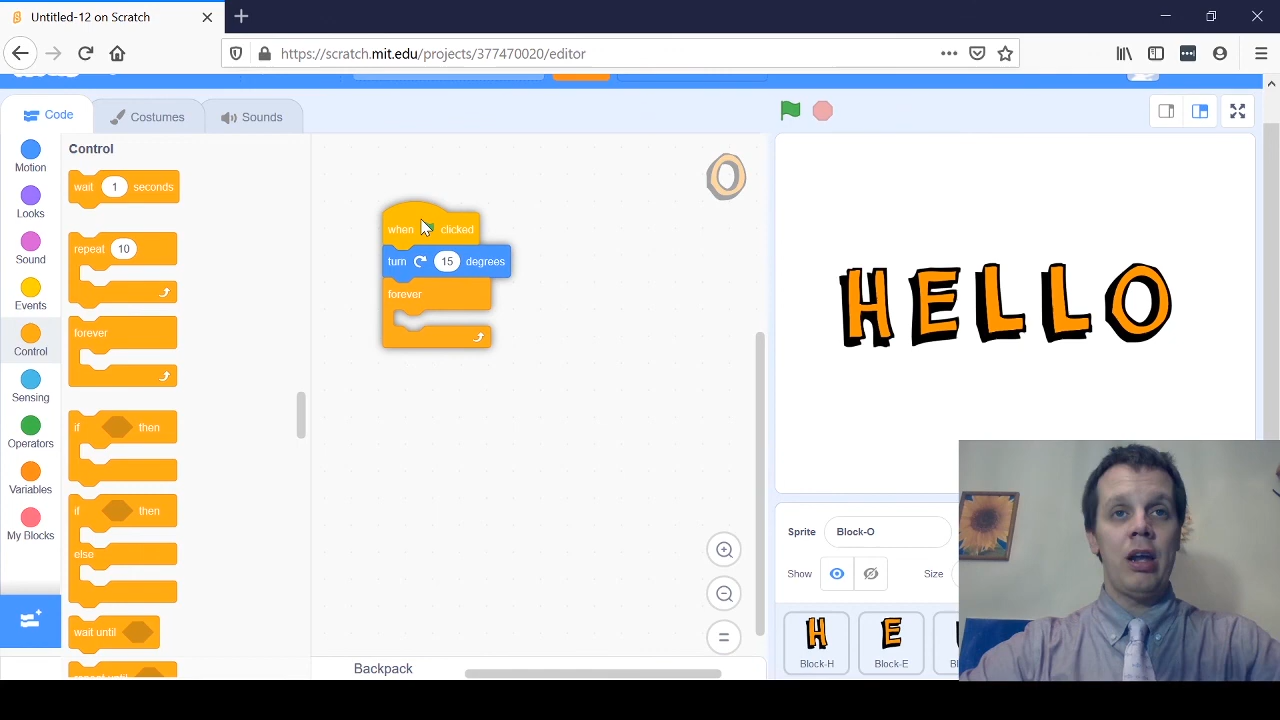 Untitled-12 on Scratch
https://scratch.mit.edu/projects/377470020/editor
Code
Costumes
Sounds
Motion
Looks
Sound
Events
Control
Sensing
Operators
Variables
My Blocks
Control
wait 1 seconds
repeat 10
forever
if then
if then
else
wait until
when clicked
turn 15 degrees
forever
Backpack
HELLO
Sprite Block-O
Show Size
H E
Block-H Block-E